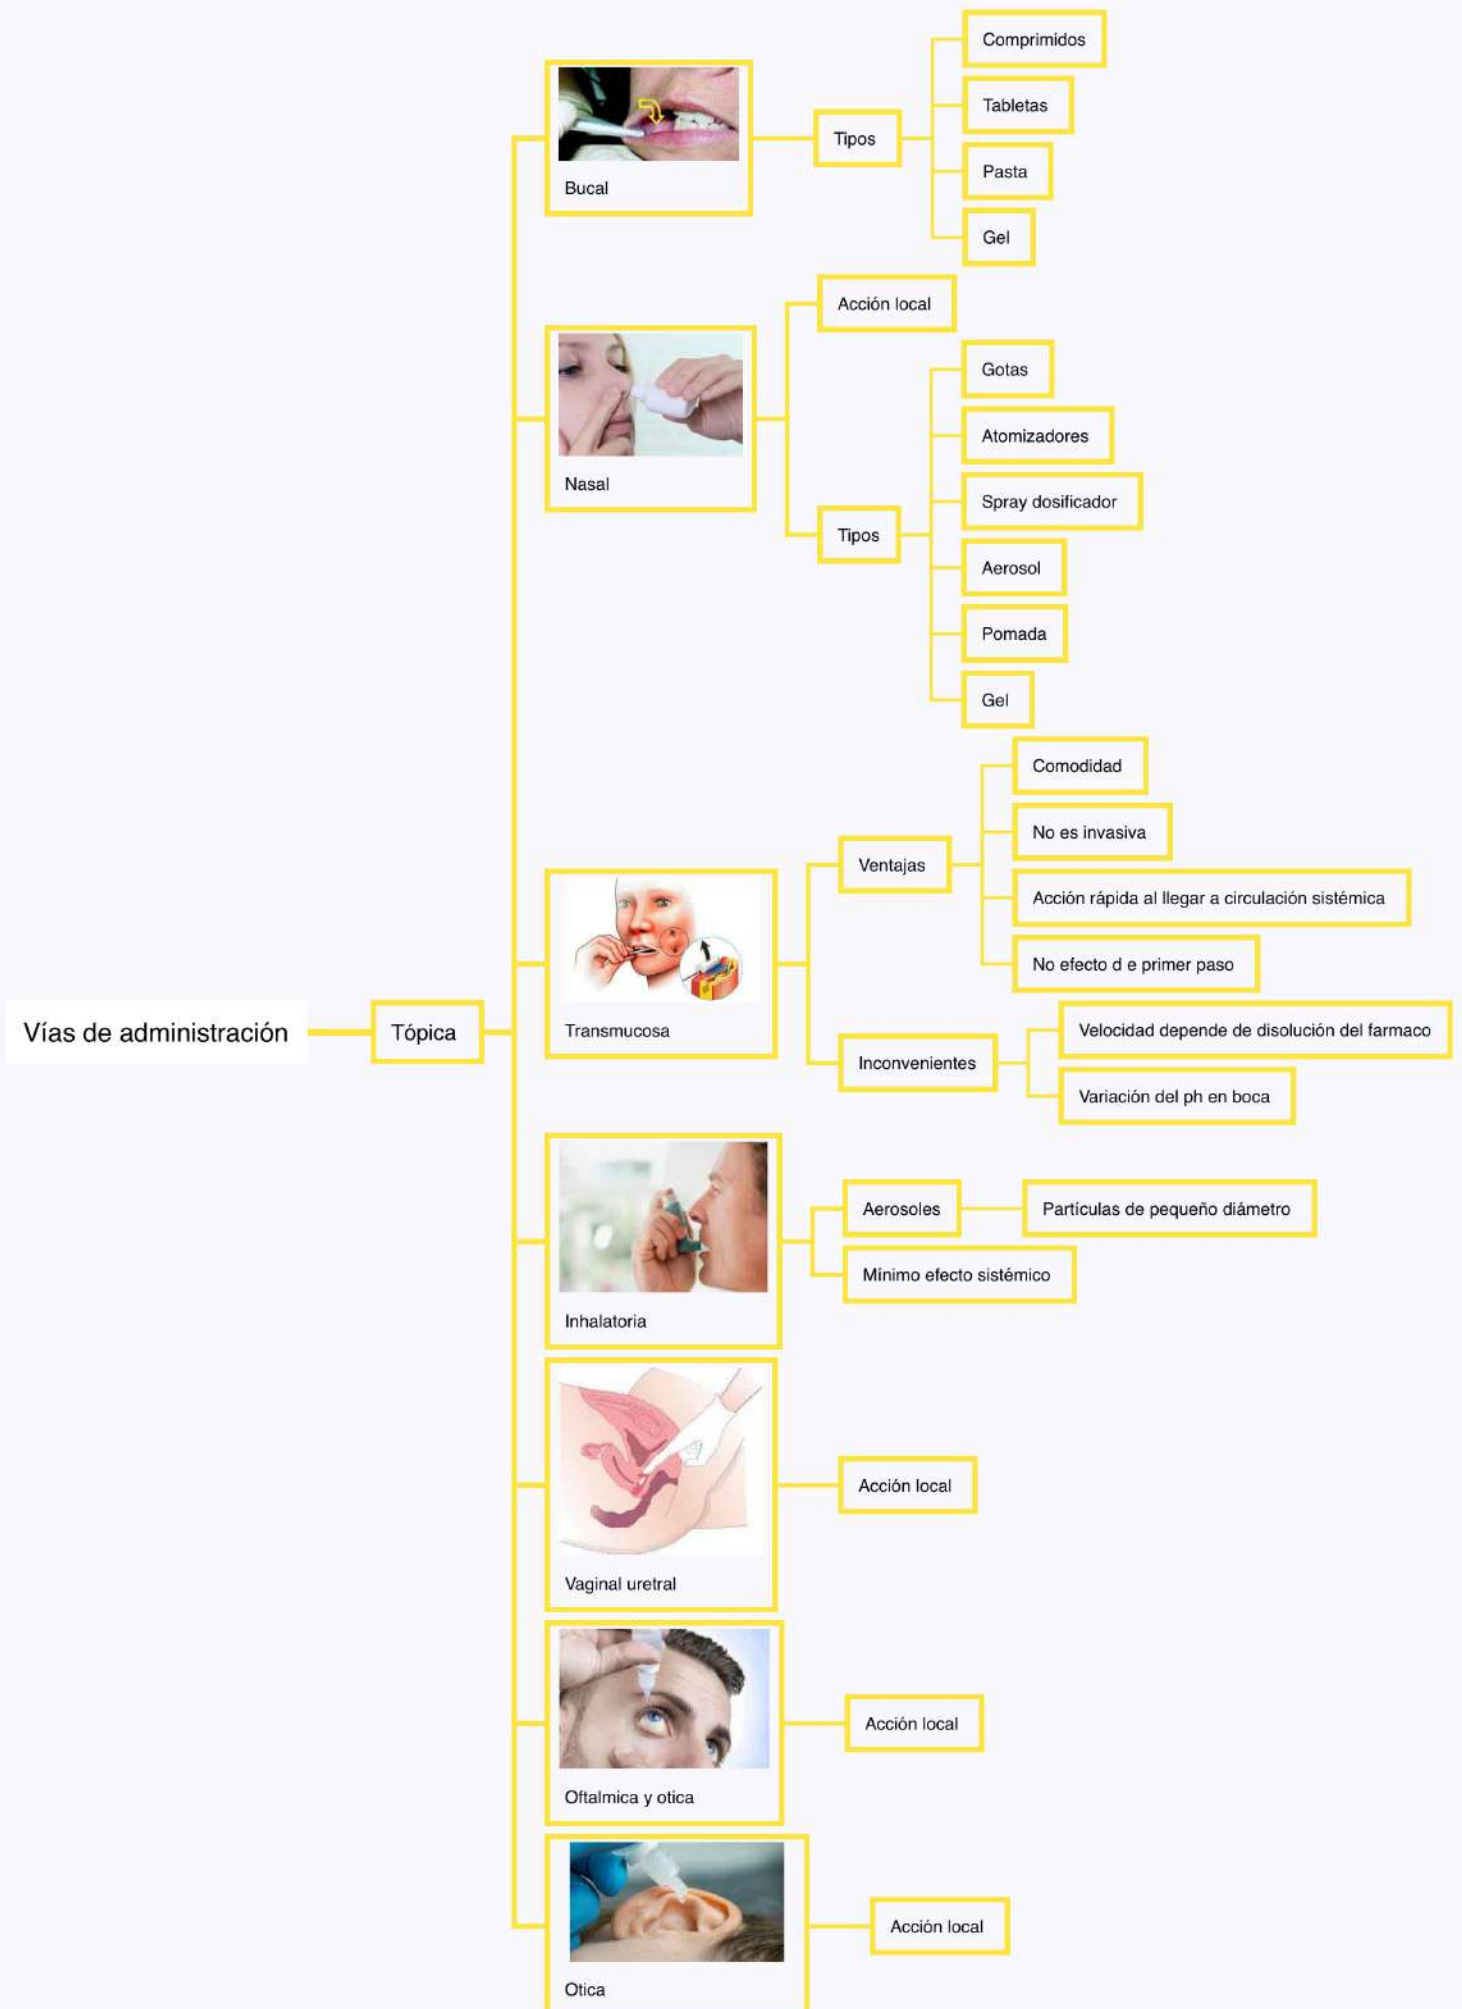 Vías de administración
Tópica
Bucal
Tipos
Comprimidos
Tabletas
Pasta
Gel
Nasal
Acción local
Tipos
Gotas
Atomizadores
Spray dosificador
Aerosol
Pomada
Gel
Transmucosa
Ventajas
Comodidad
No es invasiva
Acción rápida al llegar a circulación sistémica
No efecto d e primer paso
Inconvenientes
Velocidad depende de disolución del farmaco
Variación del ph en boca
Inhalatoria
Aerosoles
Partículas de pequeño diámetro
Mínimo efecto sistémico
Vaginal uretral
Acción local
Oftalmica y otica
Acción local
Otica
Acción local